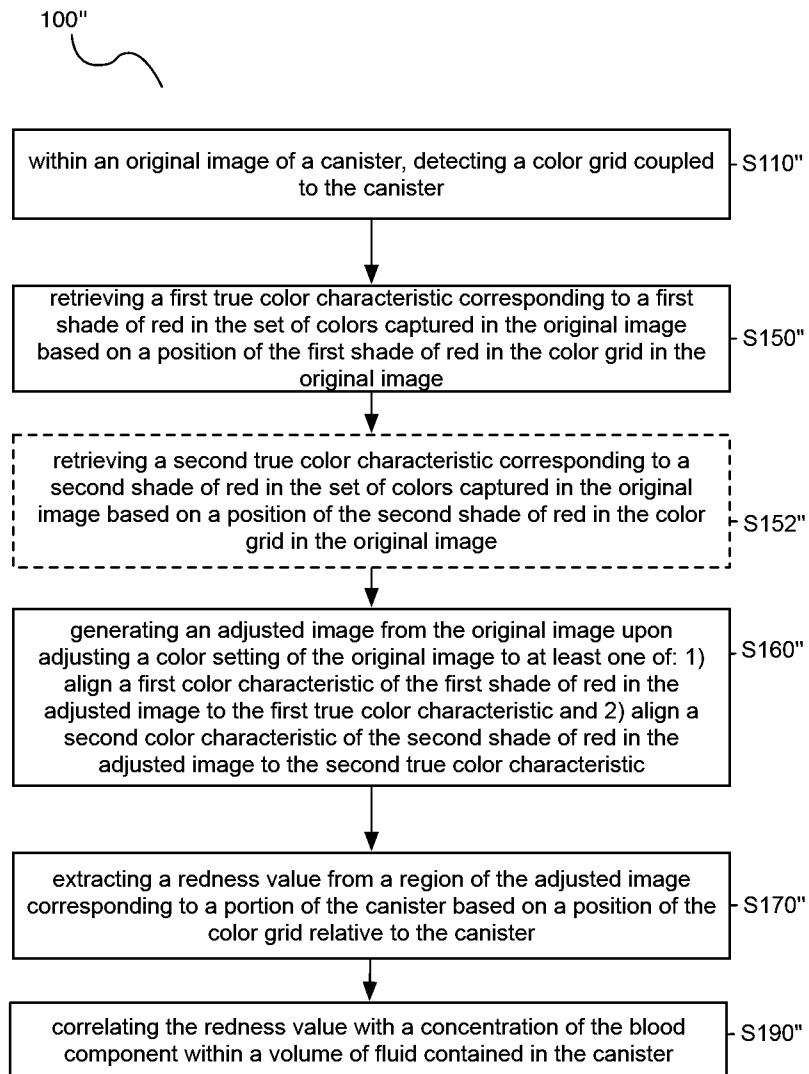 100"
within an original image of a canister, detecting a color grid coupled
to the canister
S110"
retrieving a first true color characteristic corresponding to a first
shade of red in the set of colors captured in the original image
based on a position of the first shade of red in the color grid in the
original image
S150"
retrieving a second true color characteristic corresponding to a
second shade of red in the set of colors captured in the original
image based on a position of the second shade of red in the color
grid in the original image
S152"
generating an adjusted image from the original image upon
adjusting a color setting of the original image to at least one of: 1)
align a first color characteristic of the first shade of red in the
adjusted image to the first true color characteristic and 2) align a
second color characteristic of the second shade of red in the
adjusted image to the second true color characteristic
S160"
extracting a redness value from a region of the adjusted image
corresponding to a portion of the canister based on a position of the
color grid relative to the canister
S170"
correlating the redness value with a concentration of the blood
component within a volume of fluid contained in the canister
S190"